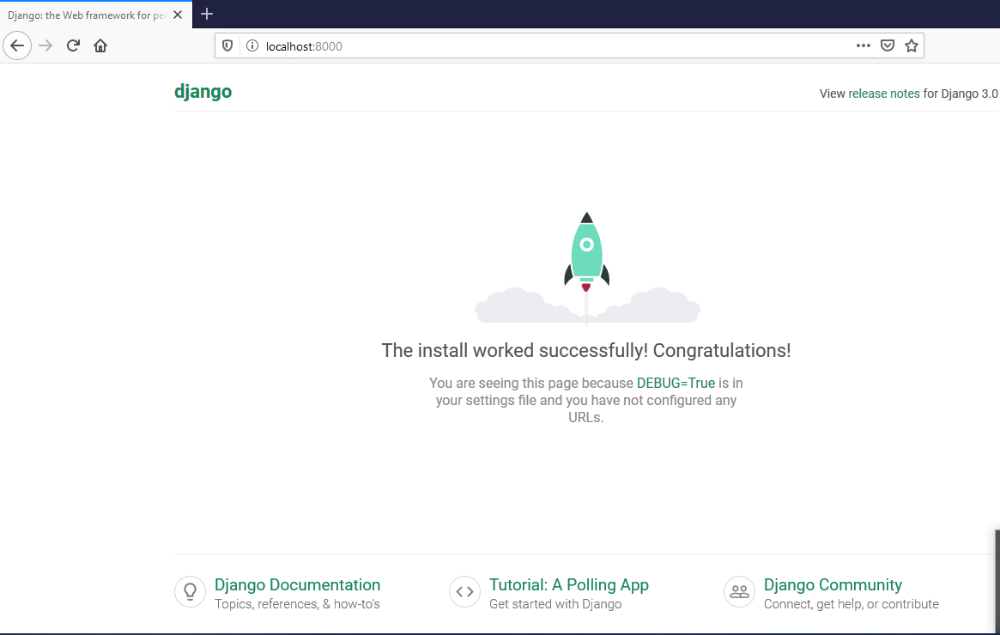 Django: the Web framework for per
localhost:8000
django
View release notes for Django 3.0
The install worked successfully! Congratulations!
You are seeing this page because DEBUG=True is in
your settings file and you have not configured any
URLs.
Django Documentation
Topics, references, & how-to's
Tutorial: A Polling App
Get started with Django
Django Community
Connect, get help, or contribute